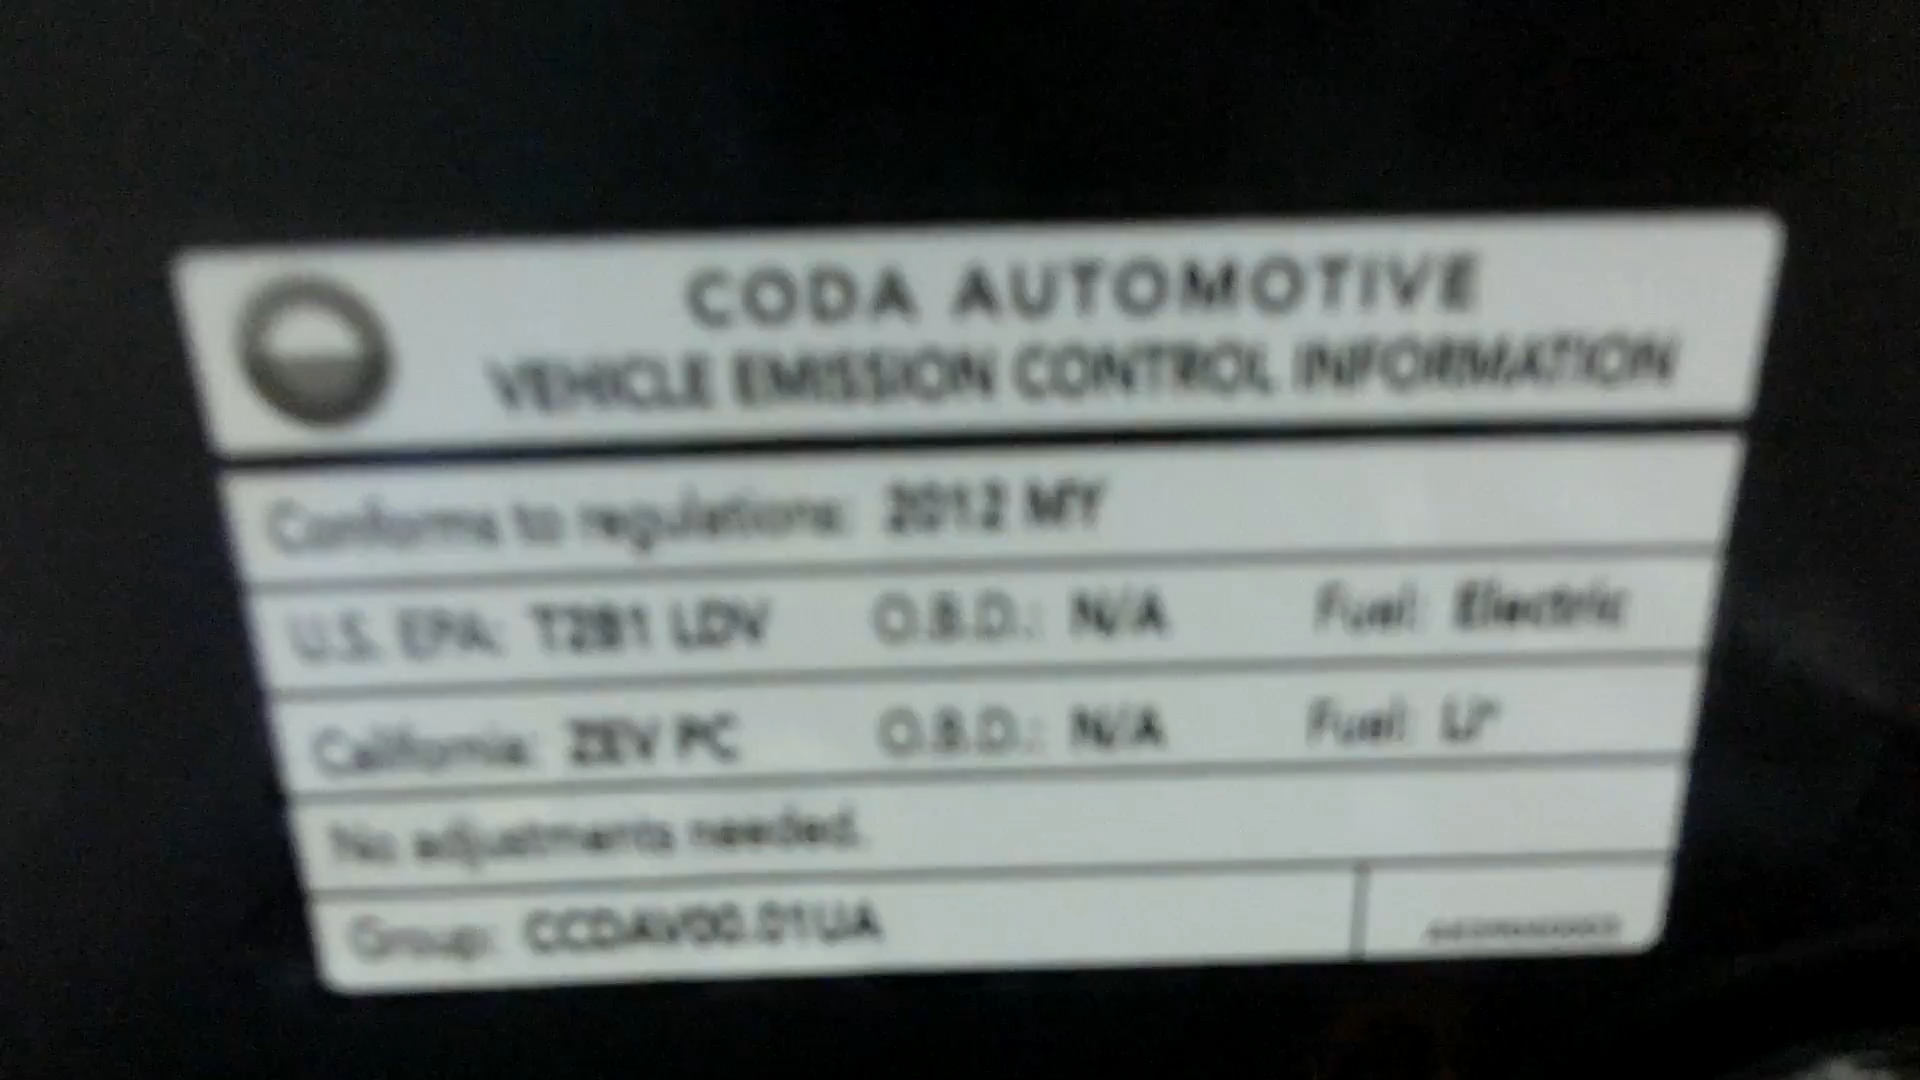 CODA AUTOMOTIVE
VEHICLE EMISSION CONTROL INFORMATION
Conforms to regulations: 2012 MY
U.S. EPA: T2B1 LDV O.B.D.: N/A Fuel: Electric
California: ZEV PC O.B.D.: N/A Fuel:
No adjustments needed.
Group: CCDAV00.01UA